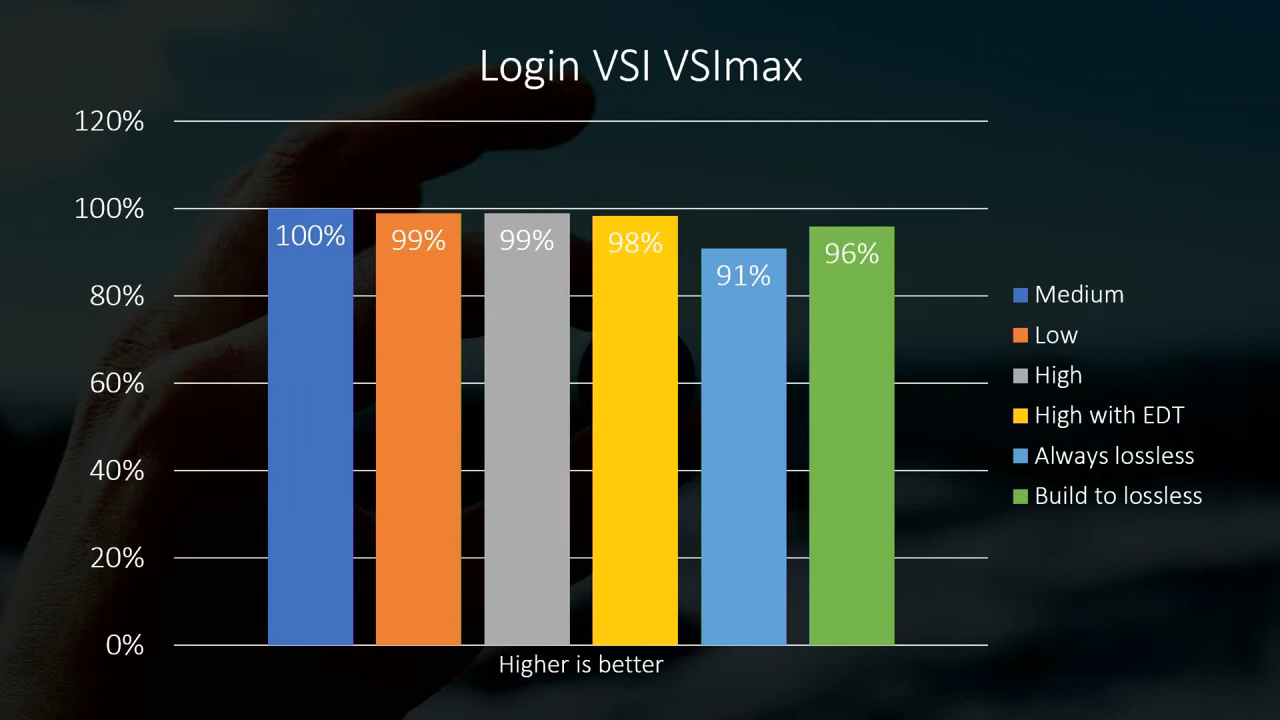 Login VSI VSImax
120%
100%
80%
60%
40%
20%
0%
100%
99%
99%
98%
91%
96%
Higher is better
Medium
Low
High
High with EDT
Always lossless
Build to lossless